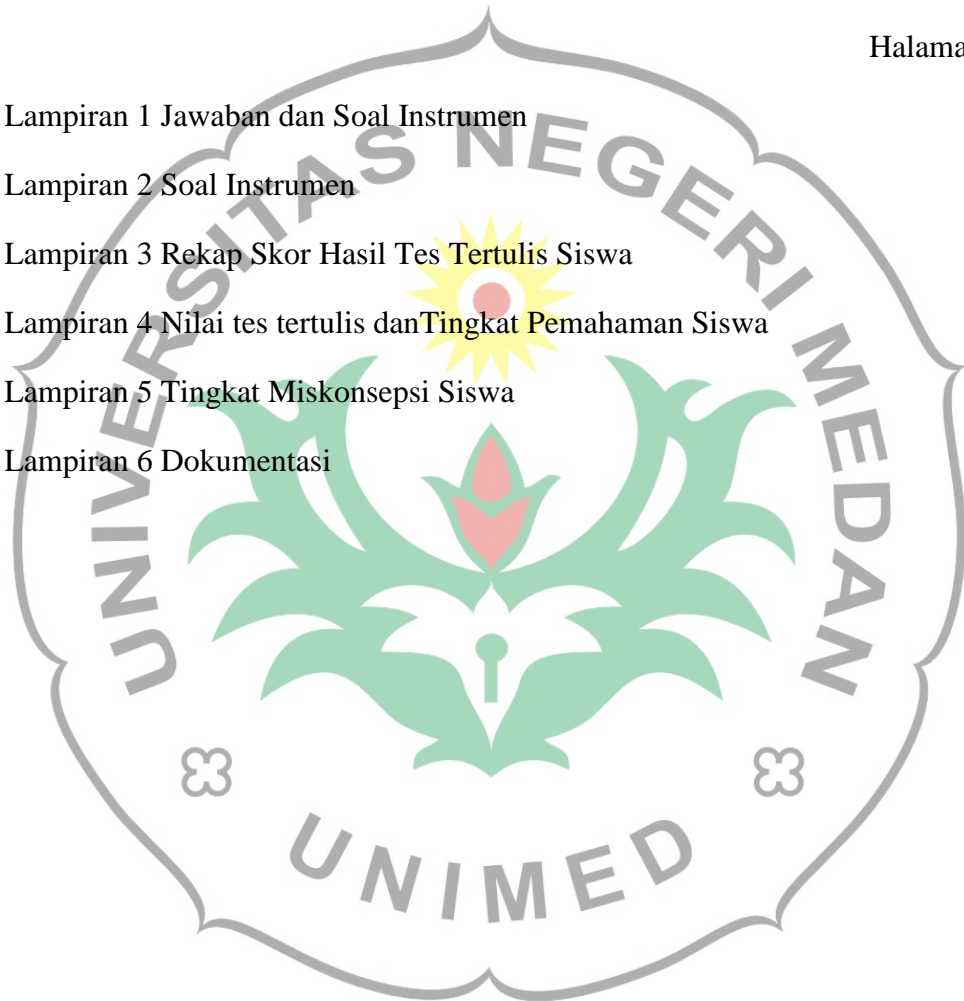 Halama
Lampiran 1 Jawaban dan Soal Instrumen
Lampiran 2 Soal Instrumen
Lampiran 3 Rekap Skor Hasil Tes Tertulis Siswa
Lampiran 4 Nilai tes tertulis danTingkat Pemahaman Siswa
Lampiran 5 Tingkat Miskonsepsi Siswa
Lampiran 6 Dokumentasi
UNIVERSITAS NEGERI MEDAN
UNIMED